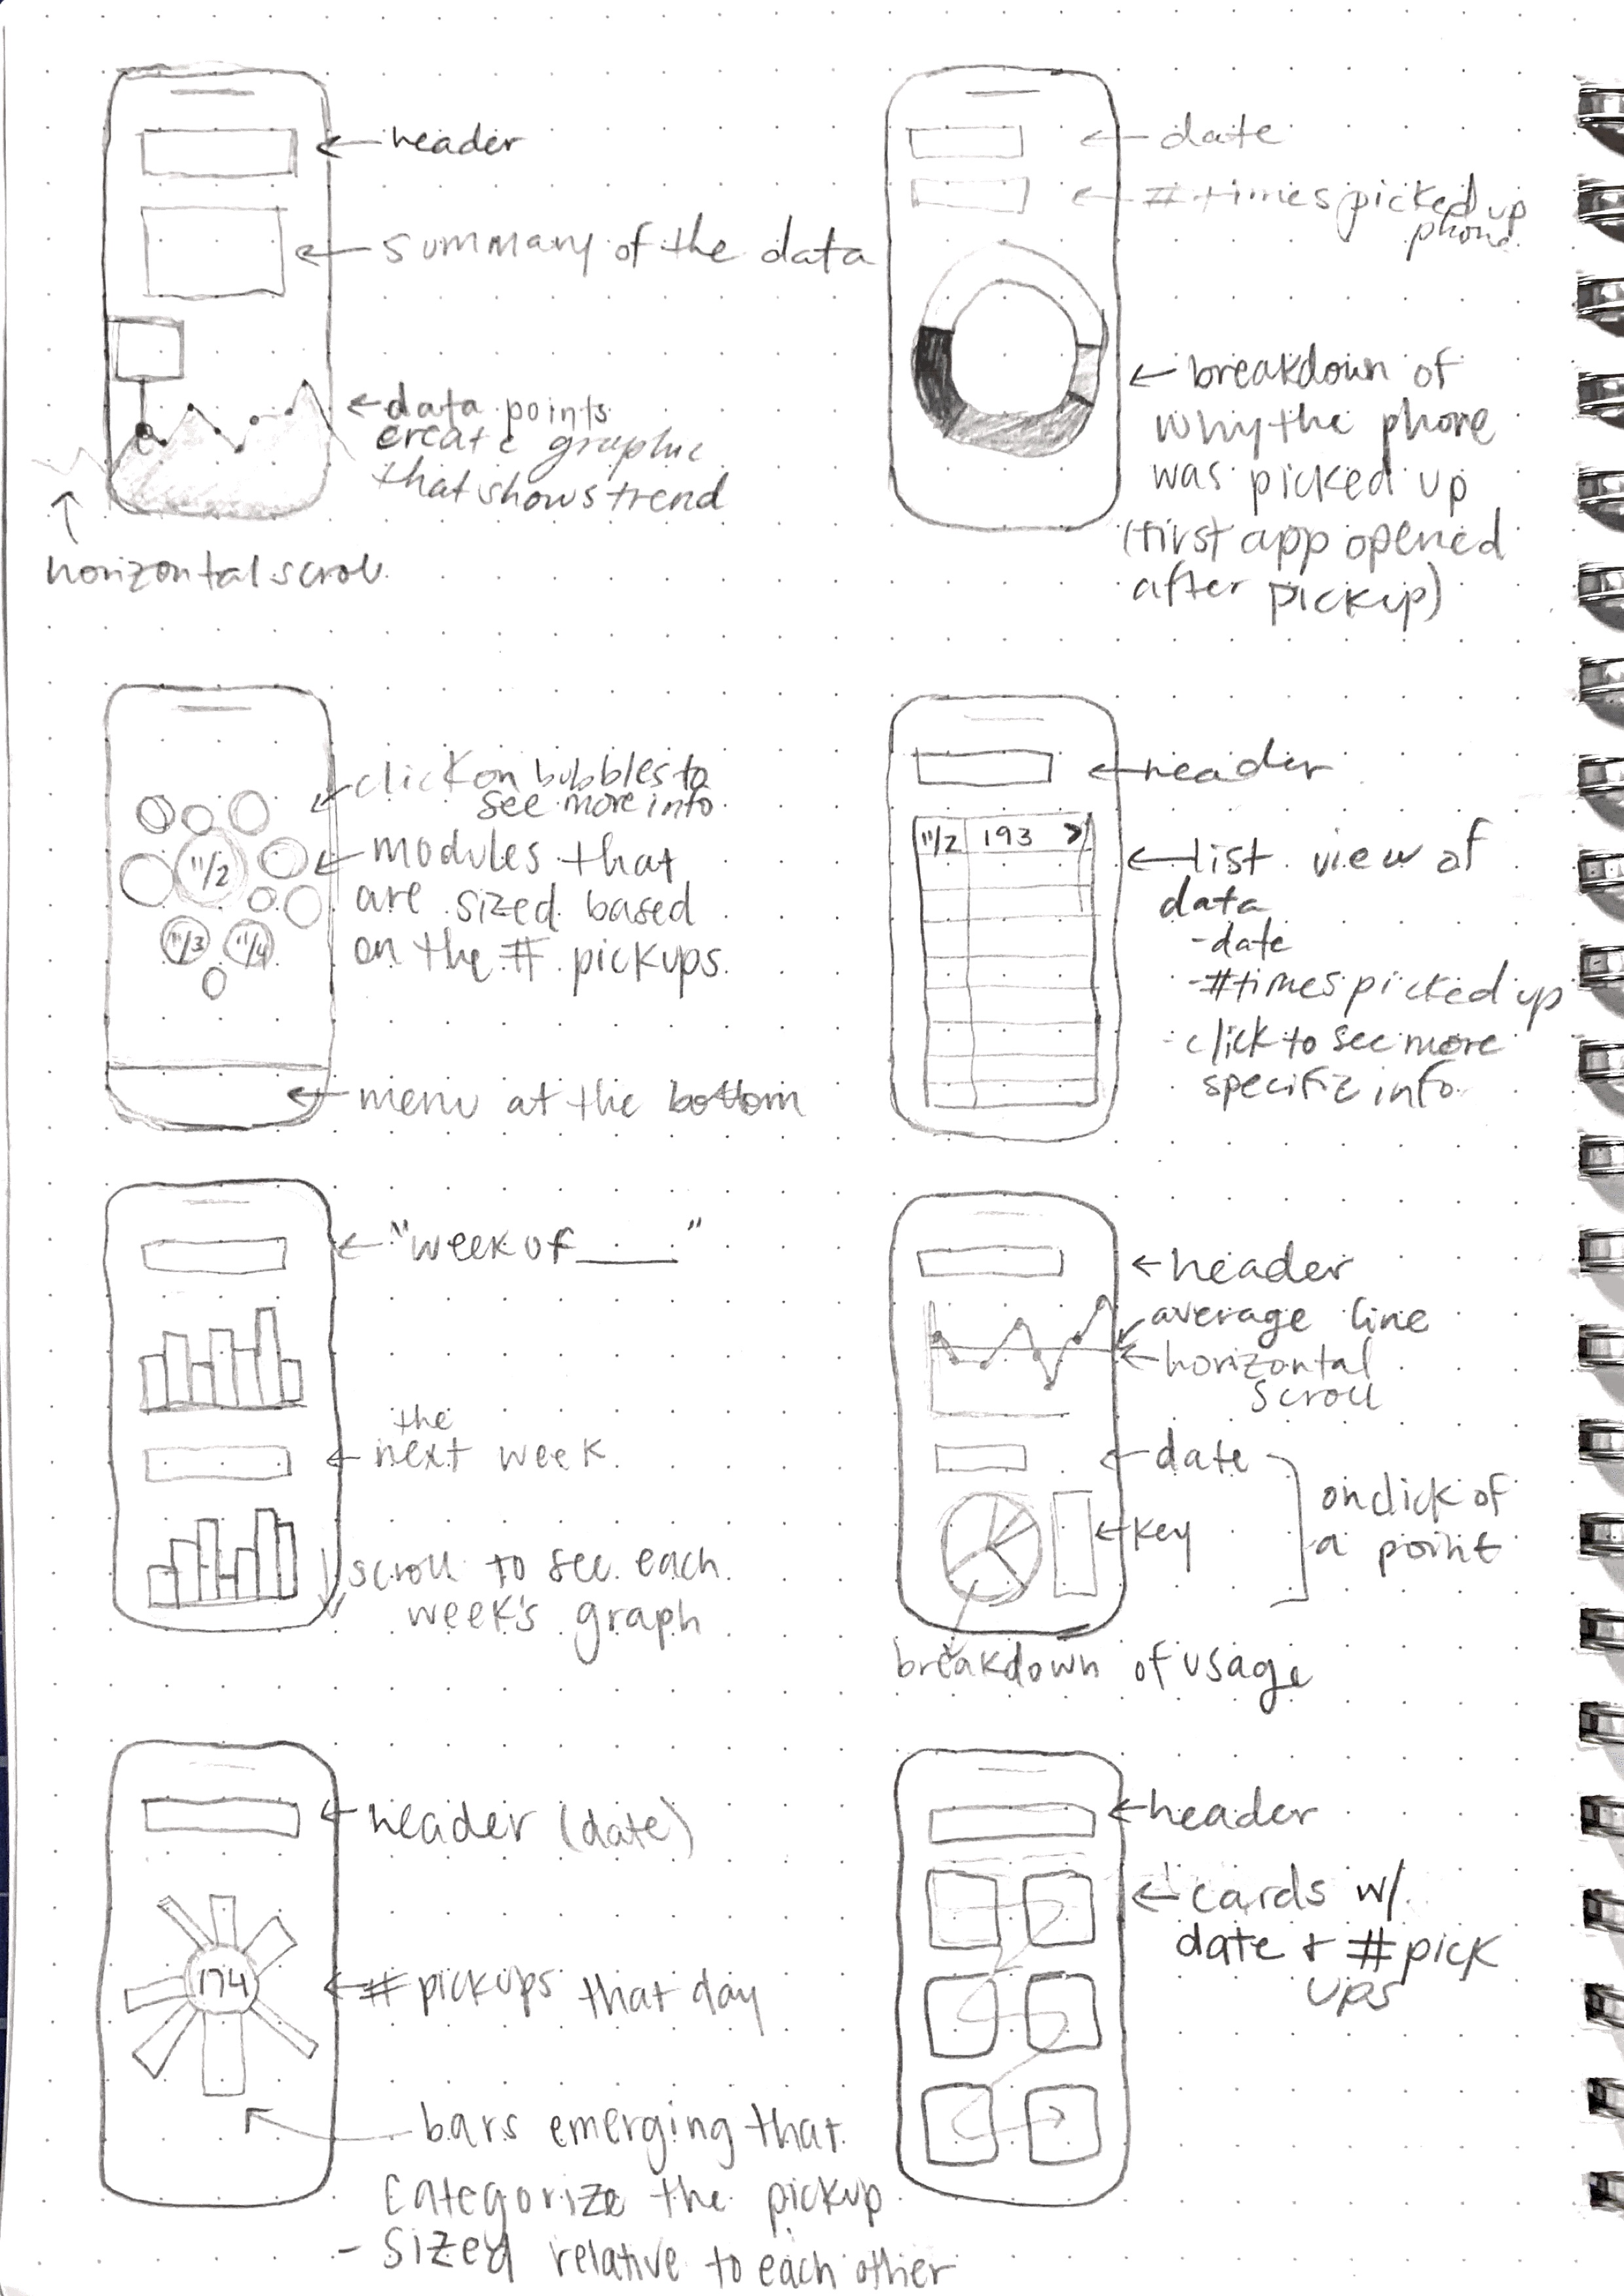 header
summary of the data
data points
create graphic
that shows trend
horizontal scroll
date
# times picked up
phone
breakdown of
why the phone
was picked up
(first app opened
after pickup)
click on bubbles to
see more info
modules that
are sized based
on the # pickups.
11/2
11/3 11/4
menu at the bottom
header
11/2 193 >
list view of
data
-date
-#times picked up
- click to see more
specific info
"week of ____"
the
next week
scroll to see each
week's graph
header
average line
horizontal
scroll
date
key
on click of
a point
breakdown of usage
header (date)
174
# pickups that day
bars emerging that
categorize the pickup
- sized relative to each other
header
cards w/
date + # pick
ups